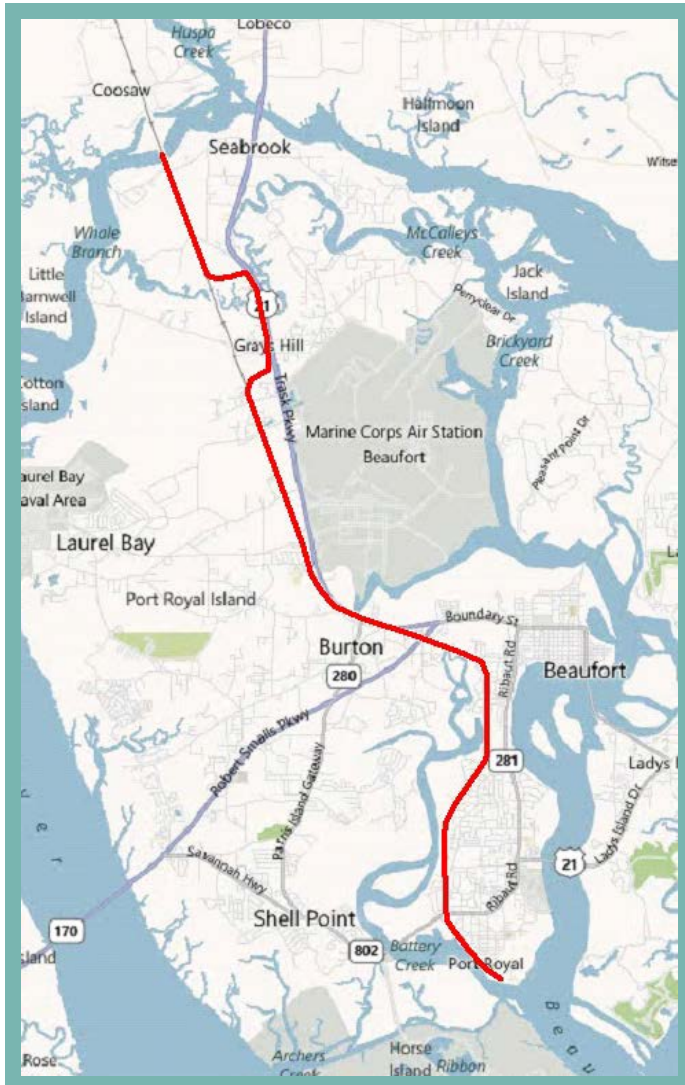 Lobeco
Huspa
Creek
Coosaw
Halfmoon
Island
Seabrook
Whale
Branch
McCalleys
Creek
Jack
Island
Little
Barnwell
Island
21
Perryclear Dr
Brickyard
Creek
Grays Hill
Trask Pkwy
Cotton
Island
Marine Corps Air Station
Beaufort
Pleasant Point Dr
aurel Bay
aval Area
Laurel Bay
La
Port Royal Island
Boundary St
Burton
280
Ribaut Rd
Beaufort
Robert Smalls Pkwy
281
Ladys I
Parris Island Gateway
Ladys Island Dr
Savannah Hwy
21
Ribaut Rd
v e r
Shell Point
170
802
Battery
Creek
Port Royal
sland
B e a u
Rose
Archers
Creek
Horse
Island
Ribbon